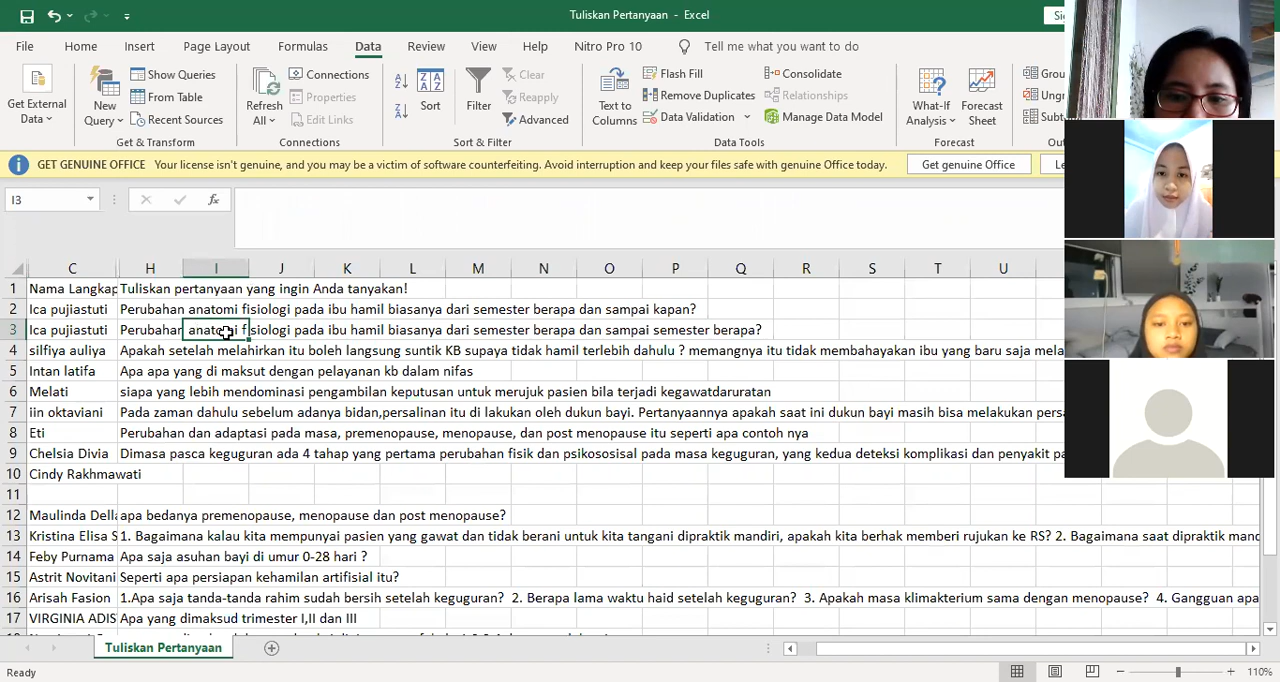 Tuliskan Pertanyaan - Excel
File Home Insert Page Layout Formulas Data Review View Help Nitro Pro 10 Tell me what you want to do
Get External Data
New Query
Show Queries
From Table
Recent Sources
Get & Transform
Refresh All
Connections
Properties
Edit Links
Connections
Sort
Filter
Clear
Reapply
Advanced
Sort & Filter
Text to Columns
Flash Fill
Remove Duplicates
Data Validation
Consolidate
Relationships
Manage Data Model
Data Tools
What-If Analysis
Forecast Sheet
Forecast
GET GENUINE OFFICE Your license isn't genuine, and you may be a victim of software counterfeiting. Avoid interruption and keep your files safe with genuine Office today. Get genuine Office
I3 fx
C H I J K L M N O P Q R S T U
1 Nama Langkap Tuliskan pertanyaan yang ingin Anda tanyakan!
2 Ica pujiastuti Perubahan anatomi fisiologi pada ibu hamil biasanya dari semester berapa dan sampai kapan?
3 Ica pujiastuti Perubahan anatomi fisiologi pada ibu hamil biasanya dari semester berapa dan sampai semester berapa?
4 silfiya auliya Apakah setelah melahirkan itu boleh langsung suntik KB supaya tidak hamil terlebih dahulu ? memangnya itu tidak membahayakan ibu yang baru saja mela
5 Intan latifa Apa apa yang di maksut dengan pelayanan kb dalam nifas
6 Melati siapa yang lebih mendominasi pengambilan keputusan untuk merujuk pasien bila terjadi kegawatdaruratan
7 iin oktaviani Pada zaman dahulu sebelum adanya bidan,persalinan itu di lakukan oleh dukun bayi. Pertanyaannya apakah saat ini dukun bayi masih bisa melakukan pers
8 Eti Perubahan dan adaptasi pada masa, premenopause, menopause, dan post menopause itu seperti apa contoh nya
9 Chelsia Divia Dimasa pasca keguguran ada 4 tahap yang pertama perubahan fisik dan psikososisal pada masa keguguran, yang kedua deteksi komplikasi dan penyakit p
10 Cindy Rakhmawati
11
12 Maulinda Della apa bedanya premenopause, menopause dan post menopause?
13 Kristina Elisa S 1. Bagaimana kalau kita mempunyai pasien yang gawat dan tidak berani untuk kita tangani dipraktik mandiri, apakah kita berhak memberi rujukan ke RS? 2. Bagaimana saat dipraktik man
14 Feby Purnama Apa saja asuhan bayi di umur 0-28 hari ?
15 Astrit Novitani Seperti apa persiapan kehamilan artifisial itu?
16 Arisah Fasion 1.Apa saja tanda-tanda rahim sudah bersih setelah keguguran? 2. Berapa lama waktu haid setelah keguguran? 3. Apakah masa klimakterium sama dengan menopause? 4. Gangguan apa
17 VIRGINIA ADIS Apa yang dimaksud trimester I,II dan III
Tuliskan Pertanyaan
Ready 110%